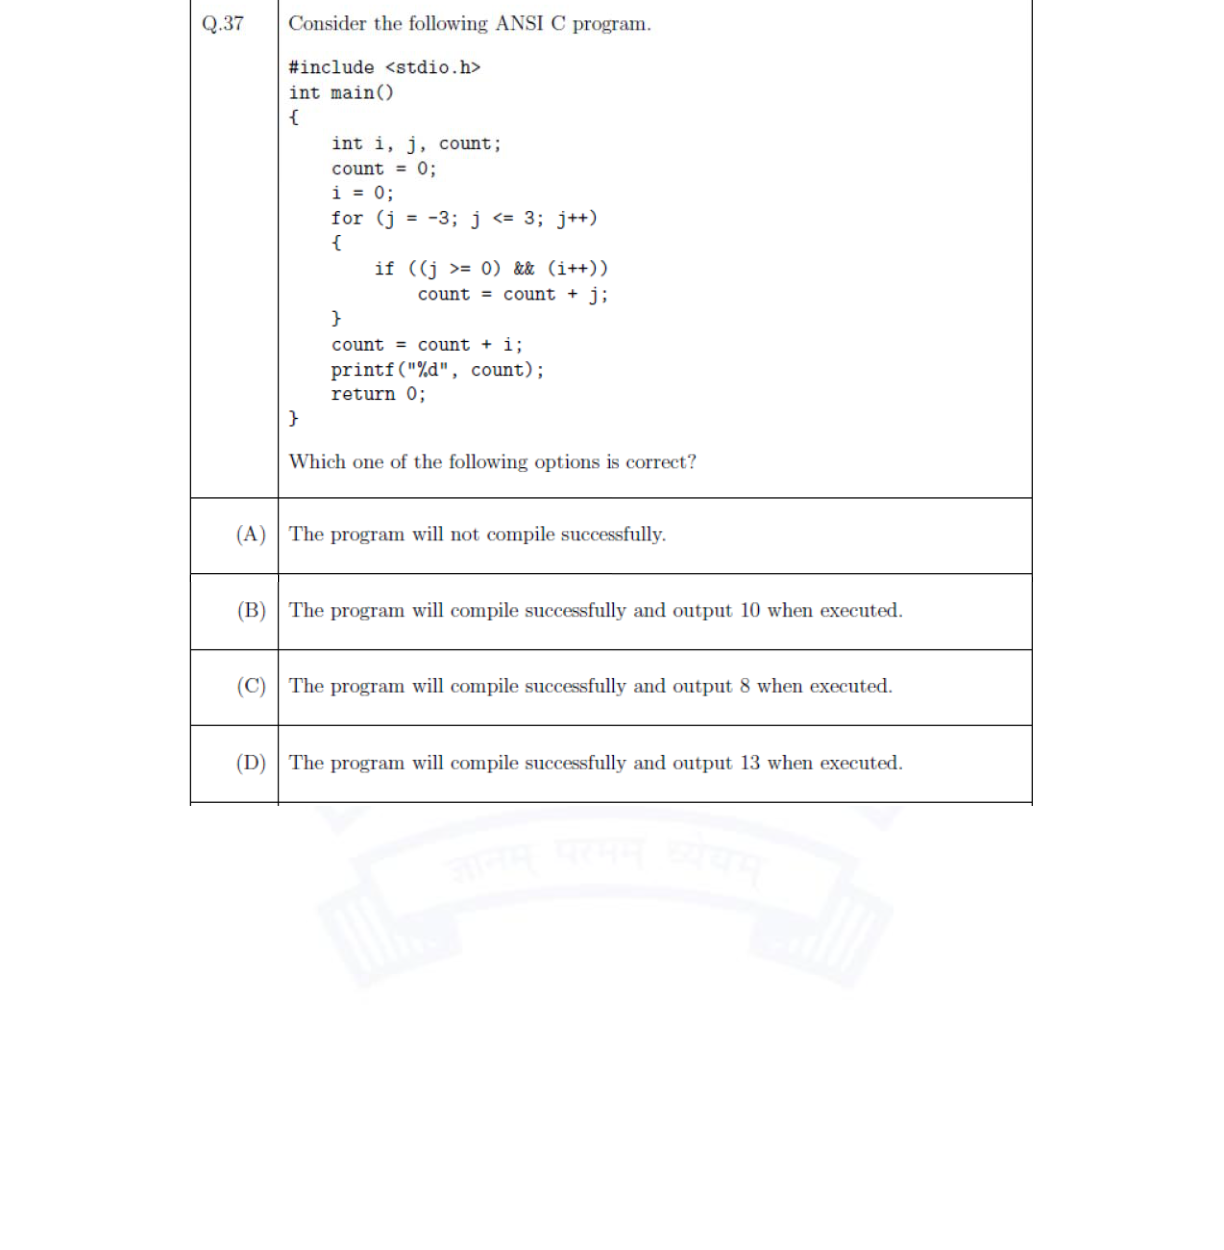 Q.37 Consider the following ANSI C program.
#include <stdio.h>
int main()
{
    int i, j, count;
    count = 0;
    i = 0;
    for (j = -3; j <= 3; j++)
    {
        if ((j >= 0) && (i++))
            count = count + j;
    }
    count = count + i;
    printf("%d", count);
    return 0;
}
Which one of the following options is correct?
(A) The program will not compile successfully.
(B) The program will compile successfully and output 10 when executed.
(C) The program will compile successfully and output 8 when executed.
(D) The program will compile successfully and output 13 when executed.
ज्ञानम् परमम् ध्येयम्